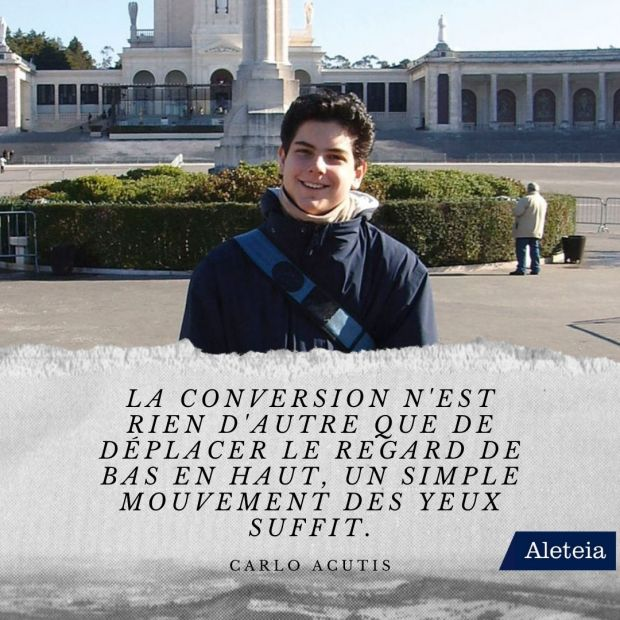 LA CONVERSION N'EST
RIEN D'AUTRE QUE DE
DÉPLACER LE REGARD DE
BAS EN HAUT, UN SIMPLE
MOUVEMENT DES YEUX
SUFFIT.
CARLO ACUTIS
Aleteia